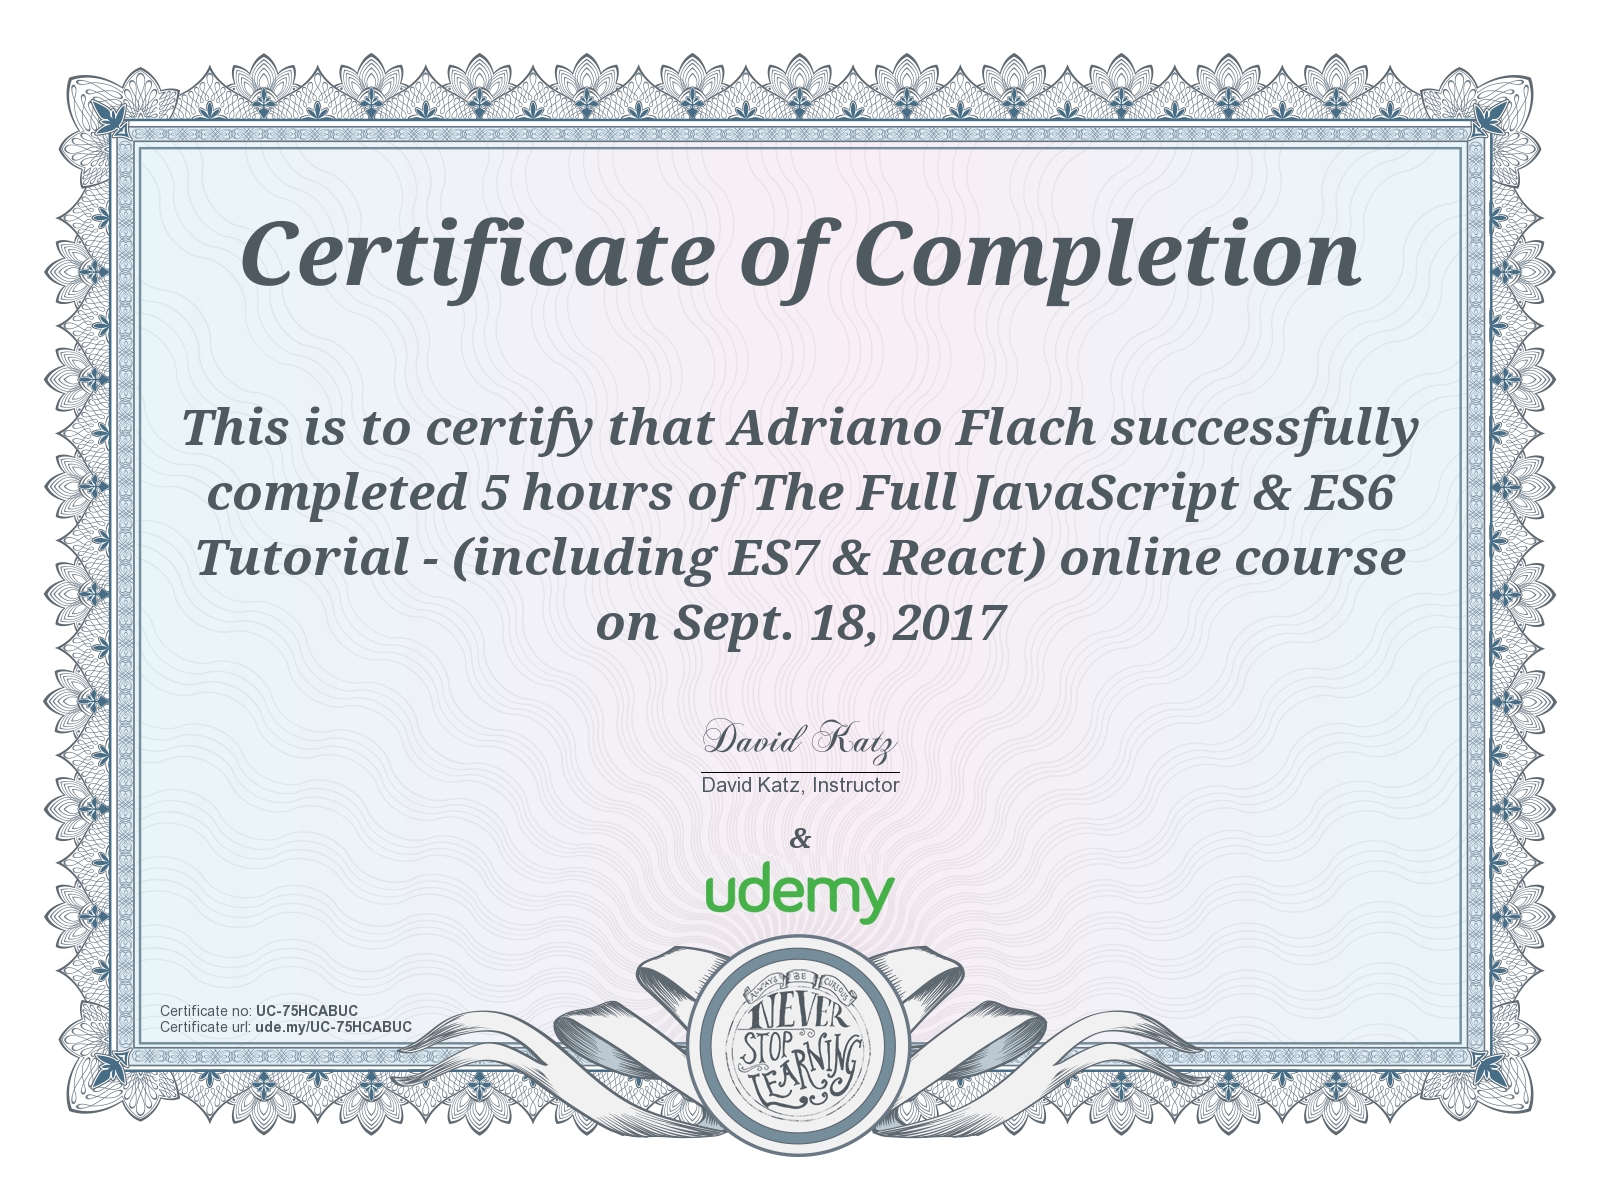 Certificate of Completion
This is to certify that Adriano Flach successfully
completed 5 hours of The Full JavaScript & ES6
Tutorial - (including ES7 & React) online course
on Sept. 18, 2017
David Katz
David Katz, Instructor
&
udemy
Certificate no: UC-75HCABUC
Certificate url: ude.my/UC-75HCABUC
ALWAYS BE CURIOUS
NEVER
STOP
LEARNING